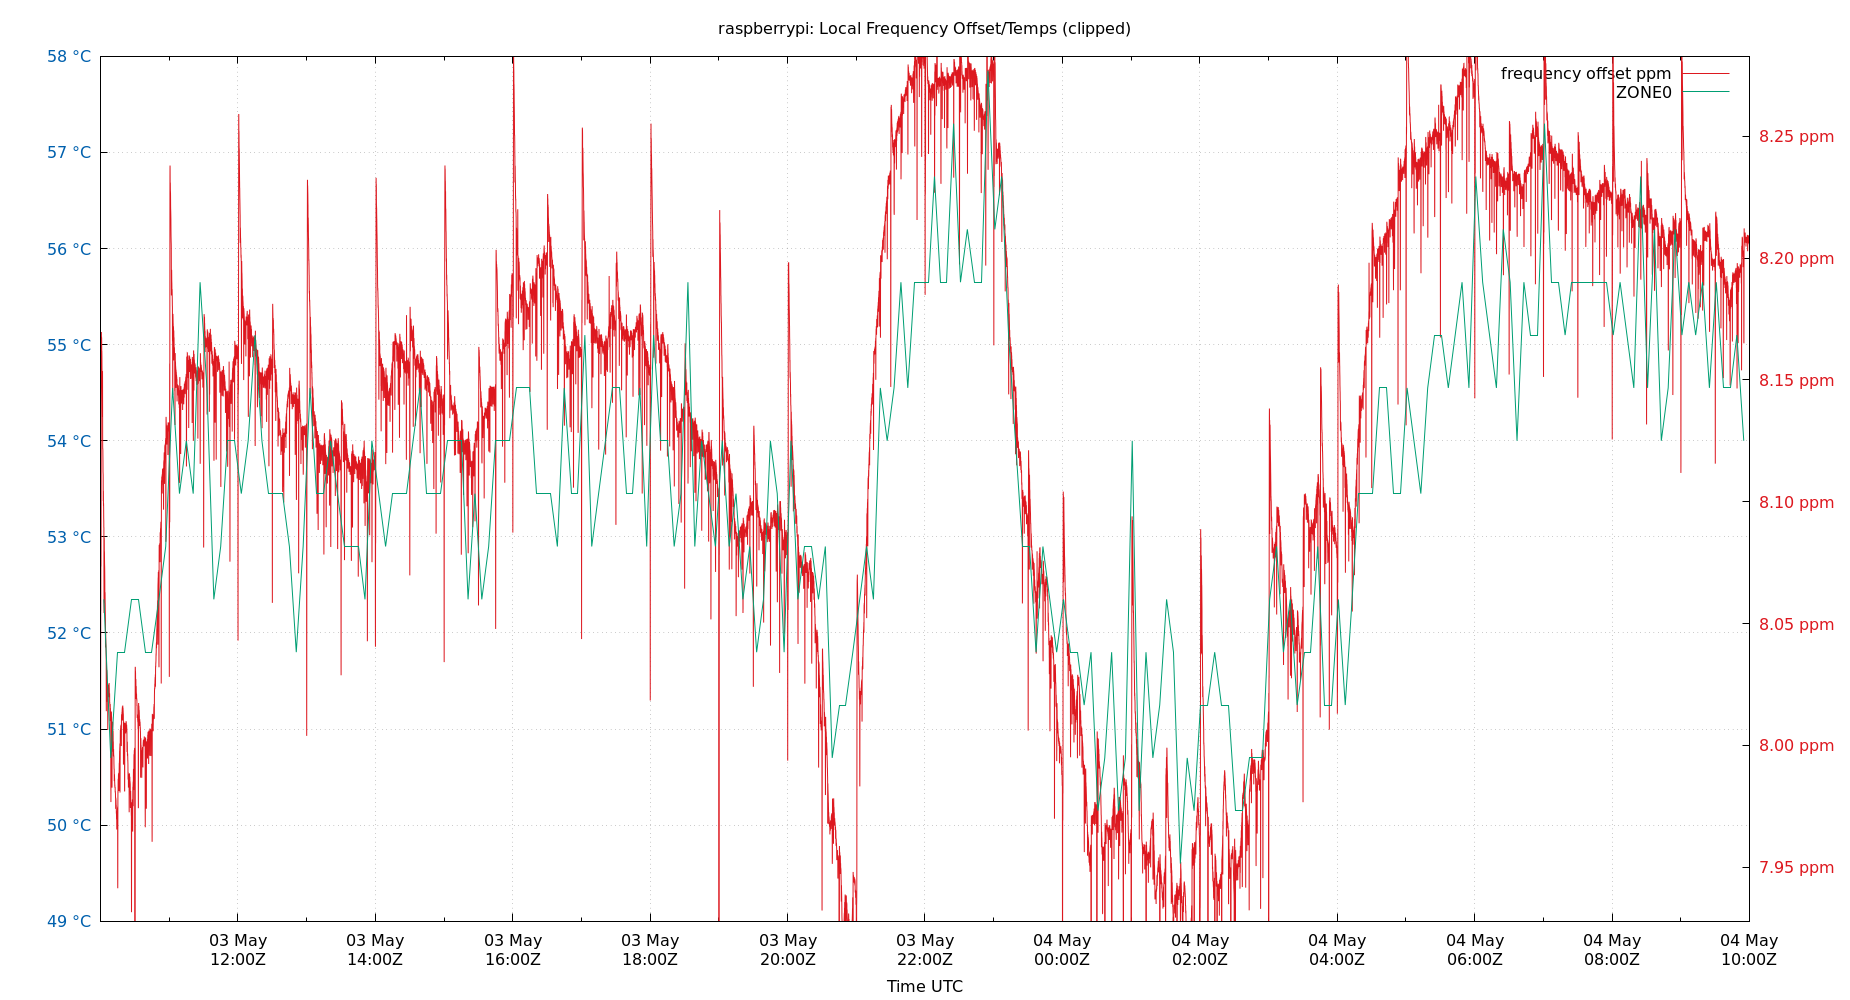 raspberrypi: Local Frequency Offset/Temps (clipped)
frequency offset ppm
ZONE0
58 °C
57 °C
56 °C
55 °C
54 °C
53 °C
52 °C
51 °C
50 °C
49 °C
8.25 ppm
8.20 ppm
8.15 ppm
8.10 ppm
8.05 ppm
8.00 ppm
7.95 ppm
03 May
12:00Z
03 May
14:00Z
03 May
16:00Z
03 May
18:00Z
03 May
20:00Z
03 May
22:00Z
04 May
00:00Z
04 May
02:00Z
04 May
04:00Z
04 May
06:00Z
04 May
08:00Z
04 May
10:00Z
Time UTC